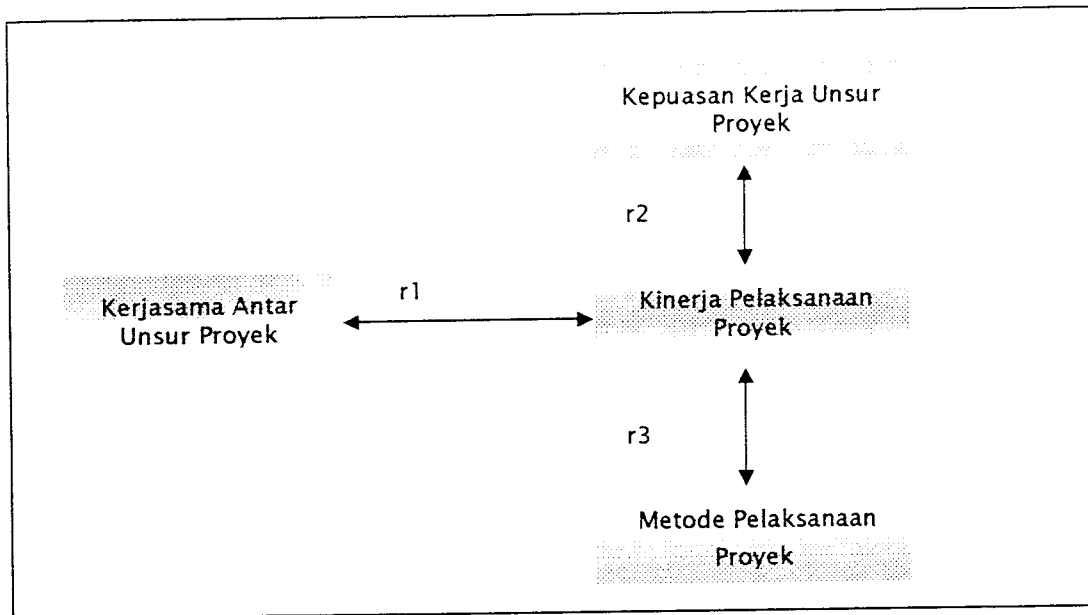 Kepuasan Kerja Unsur
Proyek
r2
Kerjasama Antar
Unsur Proyek
r1
Kinerja Pelaksanaan
Proyek
r3
Metode Pelaksanaan
Proyek